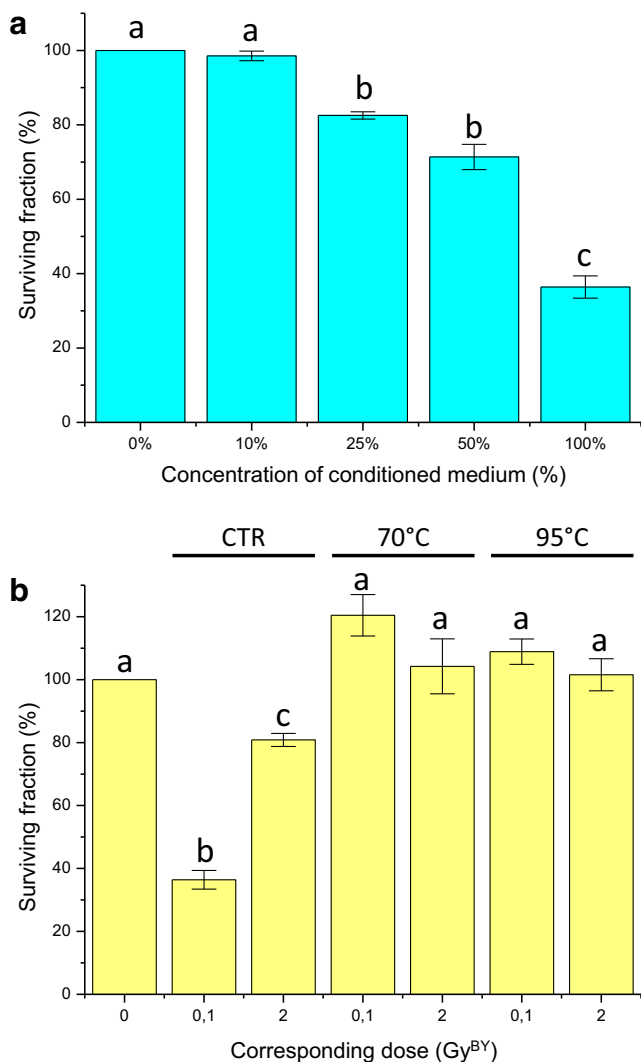 a
Surviving fraction (%)
100
80
60
40
20
0
a
a
b
b
c
0%
10%
25%
50%
100%
Concentration of conditioned medium (%)
CTR
70°C
95°C
b
Surviving fraction (%)
120
100
80
60
40
20
0
a
b
c
a
a
a
a
0
0,1
2
0,1
2
0,1
2
Corresponding dose (Gyᴮʸ)